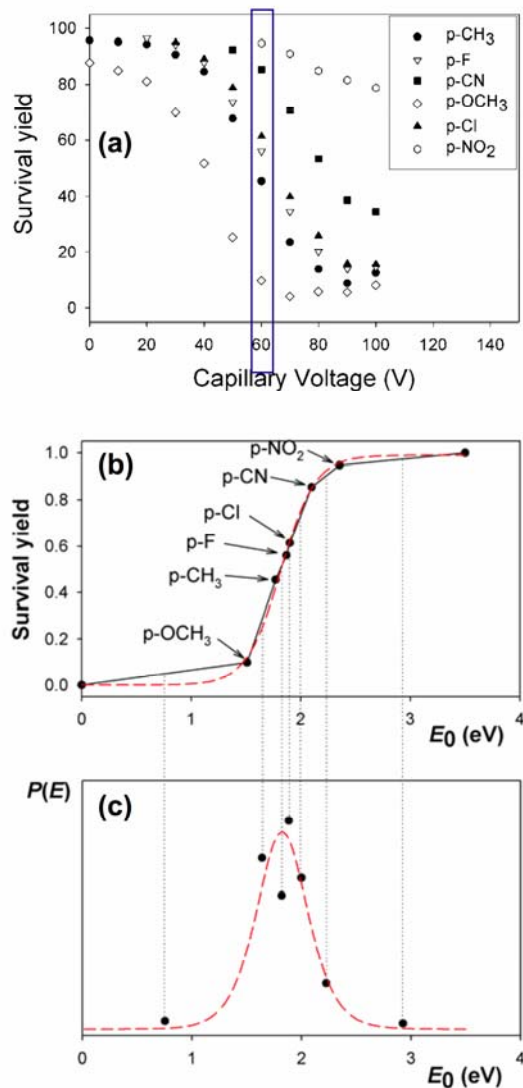 100
80
60
40
20
0
Survival yield
(a)
p-CH₃
p-F
p-CN
p-OCH₃
p-Cl
p-NO₂
0 20 40 60 80 100 120 140
Capillary Voltage (V)
(b)
1.0
0.8
0.6
0.4
0.2
0.0
Survival yield
p-NO₂
p-CN
p-Cl
p-F
p-CH₃
p-OCH₃
0 1 2 3 4
E₀ (eV)
P(E)
(c)
0 1 2 3 4
E₀ (eV)